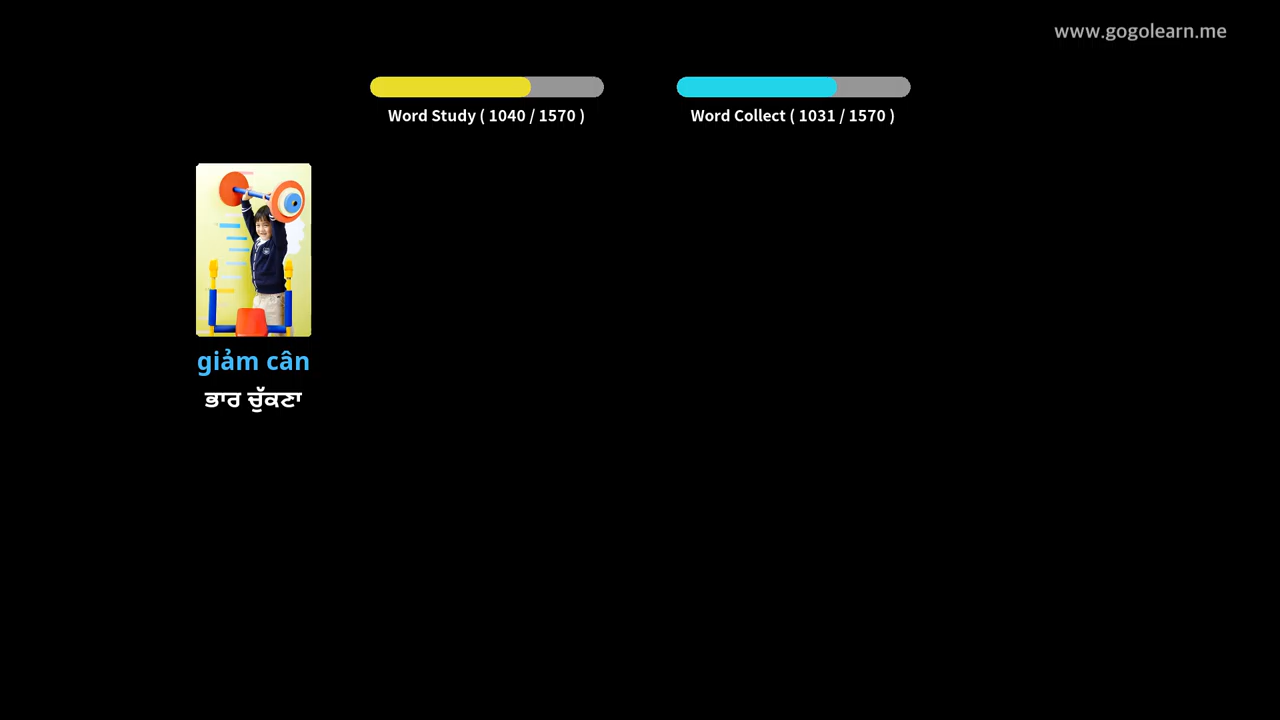 www.gogolearn.me
Word Study ( 1040 / 1570 )
Word Collect ( 1031 / 1570 )
giảm cân
ਭਾਰ ਚੁੱਕਣਾ